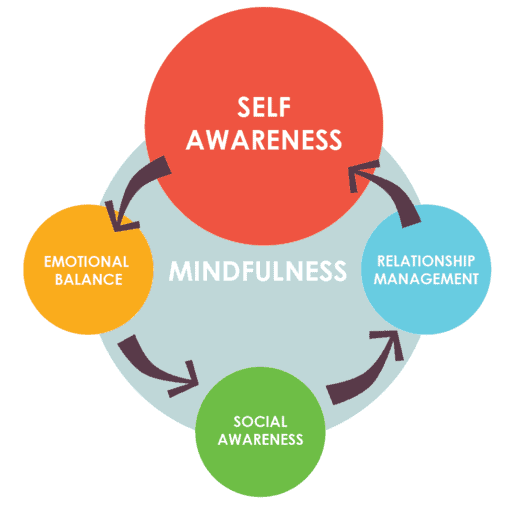 SELF
AWARENESS
EMOTIONAL
BALANCE
MINDFULNESS
RELATIONSHIP
MANAGEMENT
SOCIAL
AWARENESS